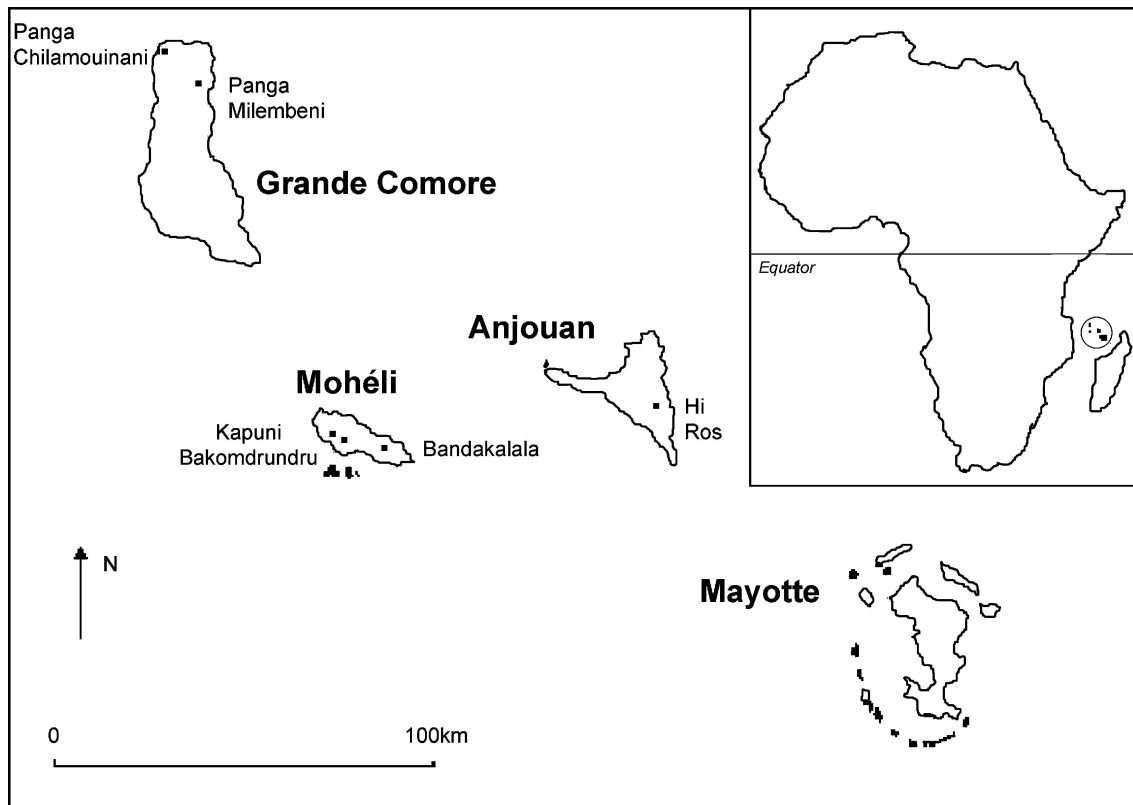 Panga
Chilamouinani
Panga
Milembeni
Grande Comore
Equator
Anjouan
Mohéli
Hi
Ros
Kapuni
Bakomdrundru
Bandakalala
N
Mayotte
0
100km